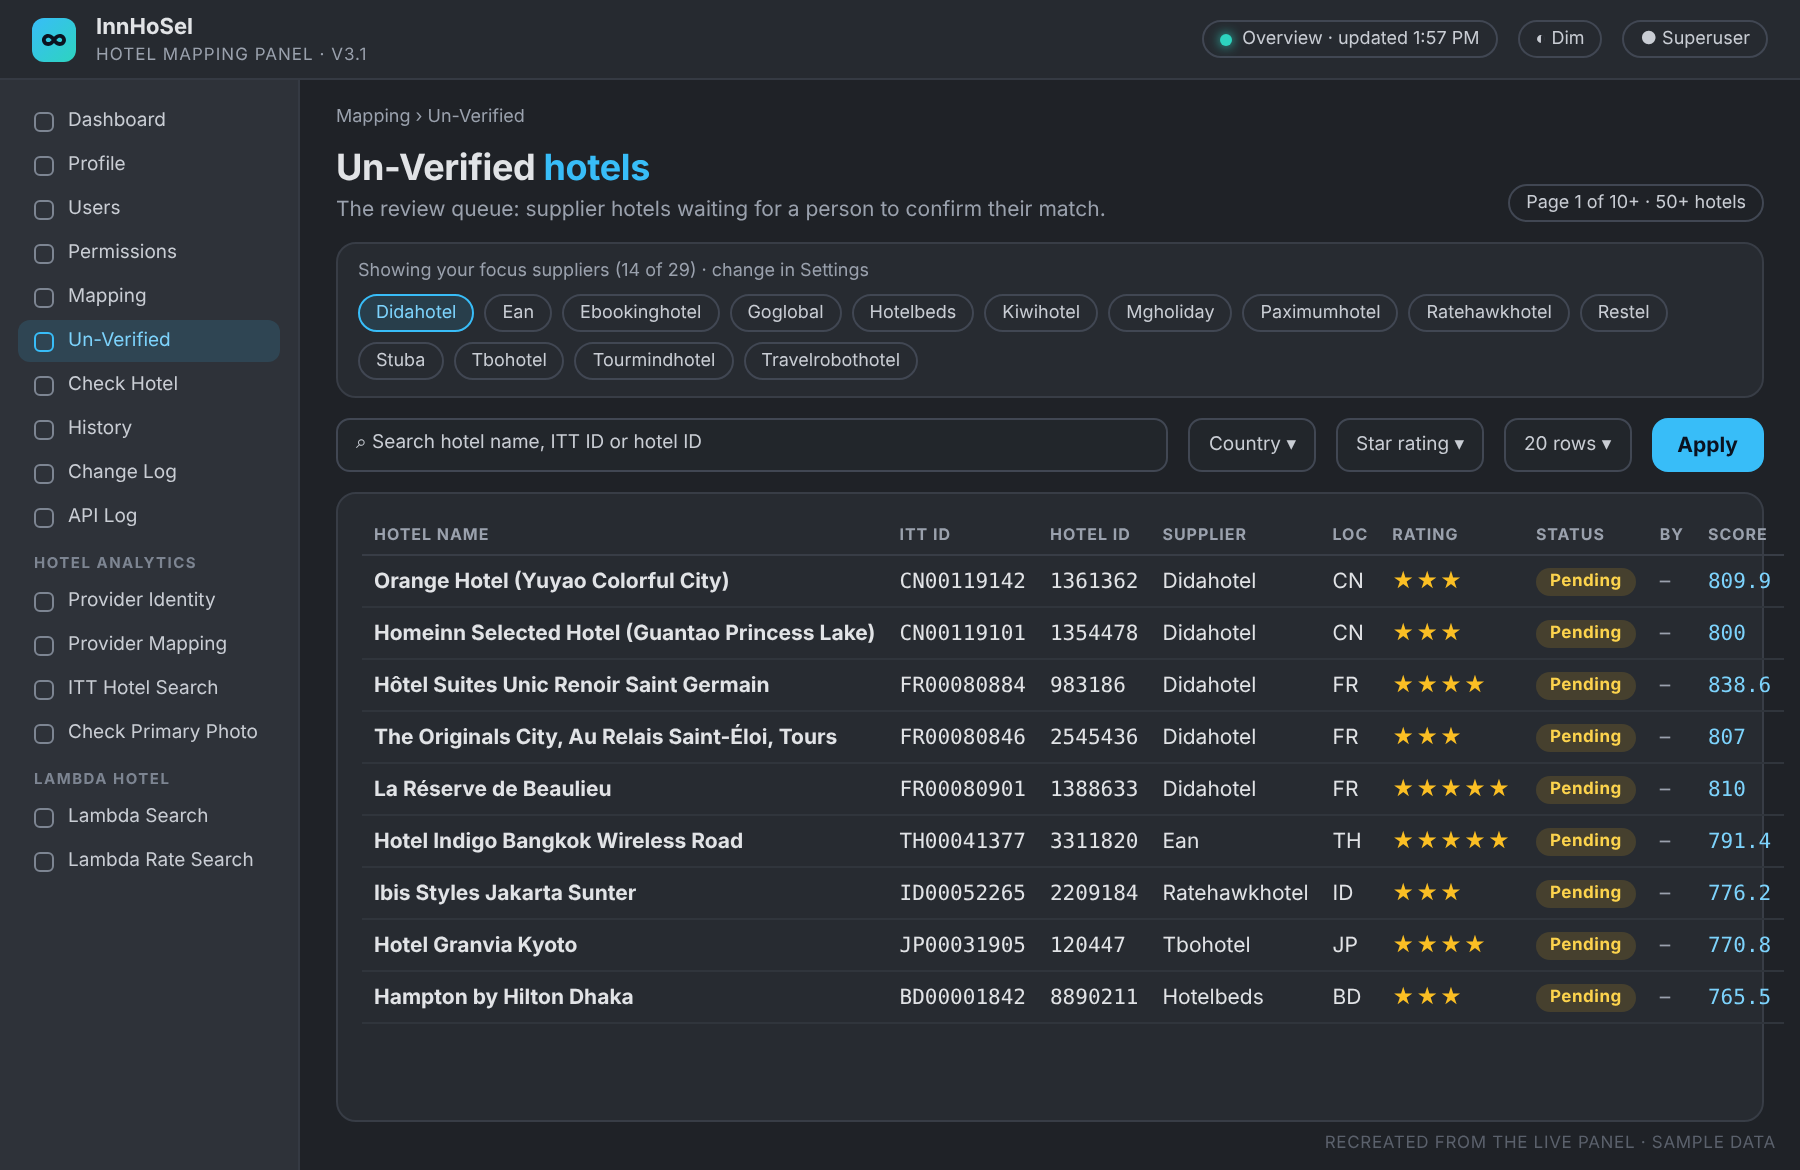 InnHoSel
HOTEL MAPPING PANEL · V3.1
Overview · updated 1:57 PM
Dim
Superuser
Dashboard
Profile
Users
Permissions
Mapping
Un-Verified
Check Hotel
History
Change Log
API Log
HOTEL ANALYTICS
Provider Identity
Provider Mapping
ITT Hotel Search
Check Primary Photo
LAMBDA HOTEL
Lambda Search
Lambda Rate Search
Mapping › Un-Verified
Un-Verified hotels
The review queue: supplier hotels waiting for a person to confirm their match.
Page 1 of 10+ · 50+ hotels
Showing your focus suppliers (14 of 29) · change in Settings
Didahotel Ean Ebookinghotel Goglobal Hotelbeds Kiwihotel Mgholiday Paximumhotel Ratehawkhotel Restel
Stuba Tbohotel Tourmindhotel Travelrobothotel
⌕ Search hotel name, ITT ID or hotel ID Country ▾ Star rating ▾ 20 rows ▾ Apply
HOTEL NAME ITT ID HOTEL ID SUPPLIER LOC RATING STATUS BY SCORE
Orange Hotel (Yuyao Colorful City) CN00119142 1361362 Didahotel CN ★★★ Pending – 809.9
Homeinn Selected Hotel (Guantao Princess Lake) CN00119101 1354478 Didahotel CN ★★★ Pending – 800
Hôtel Suites Unic Renoir Saint Germain FR00080884 983186 Didahotel FR ★★★★ Pending – 838.6
The Originals City, Au Relais Saint-Éloi, Tours FR00080846 2545436 Didahotel FR ★★★ Pending – 807
La Réserve de Beaulieu FR00080901 1388633 Didahotel FR ★★★★★ Pending – 810
Hotel Indigo Bangkok Wireless Road TH00041377 3311820 Ean TH ★★★★★ Pending – 791.4
Ibis Styles Jakarta Sunter ID00052265 2209184 Ratehawkhotel ID ★★★ Pending – 776.2
Hotel Granvia Kyoto JP00031905 120447 Tbohotel JP ★★★★ Pending – 770.8
Hampton by Hilton Dhaka BD00001842 8890211 Hotelbeds BD ★★★ Pending – 765.5
RECREATED FROM THE LIVE PANEL · SAMPLE DATA